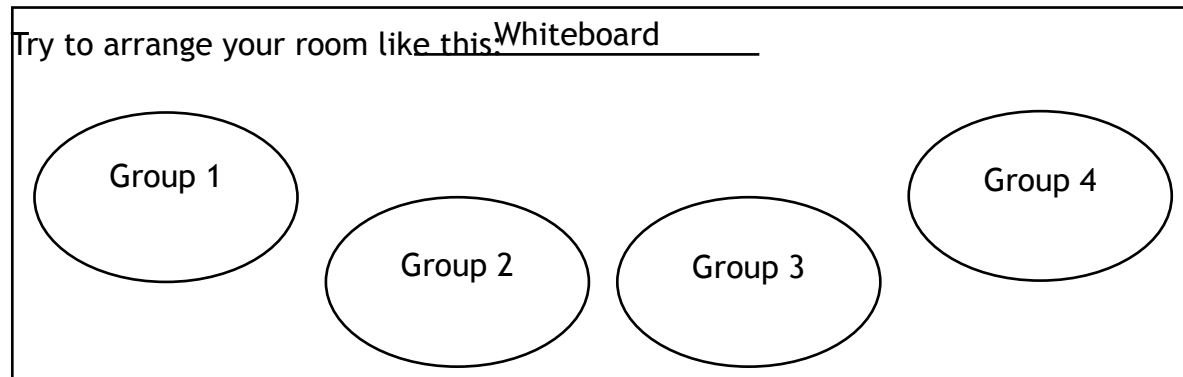 Try to arrange your room like this:
Whiteboard
Group 1
Group 4
Group 2
Group 3